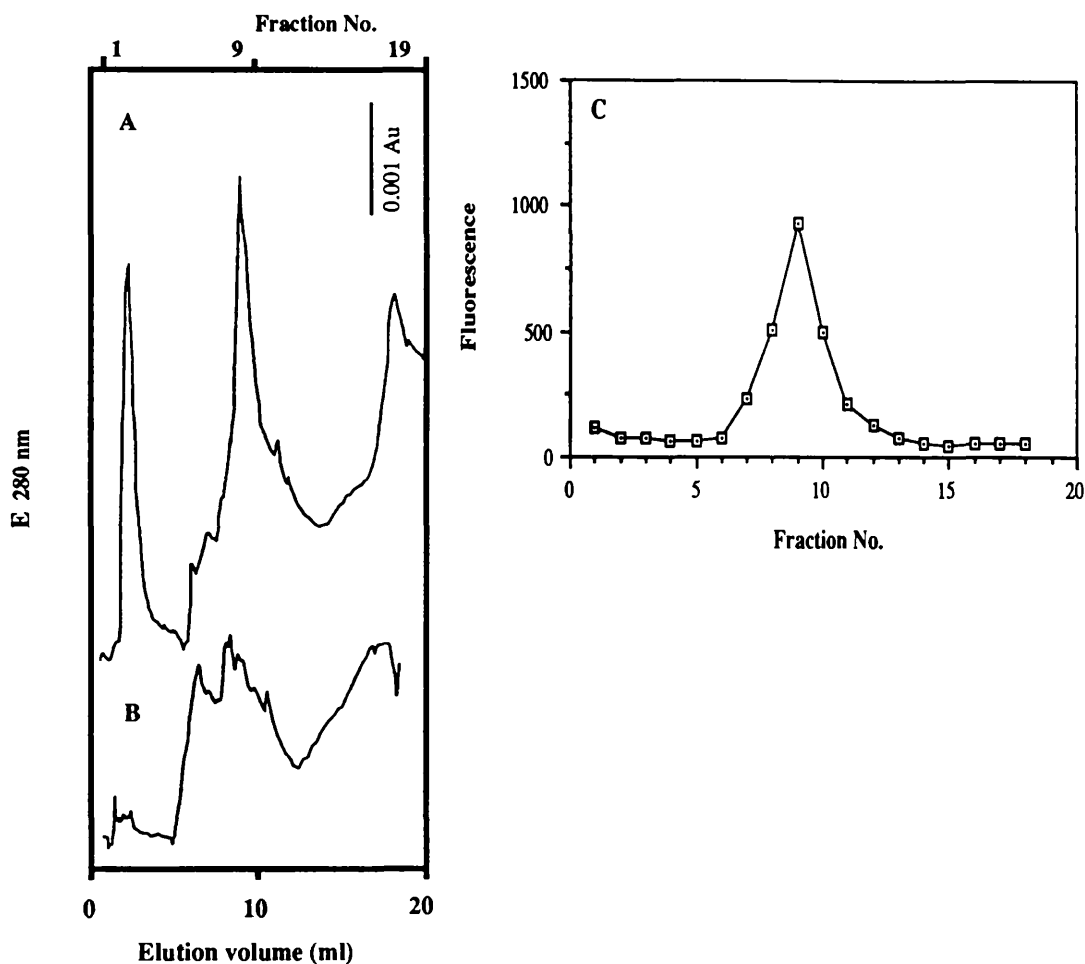 Fraction No.
1 9 19
A
0.001 Au
B
E 280 nm
0 10 20
Elution volume (ml)
C
1500
1000
500
0
Fluorescence
0 5 10 15 20
Fraction No.